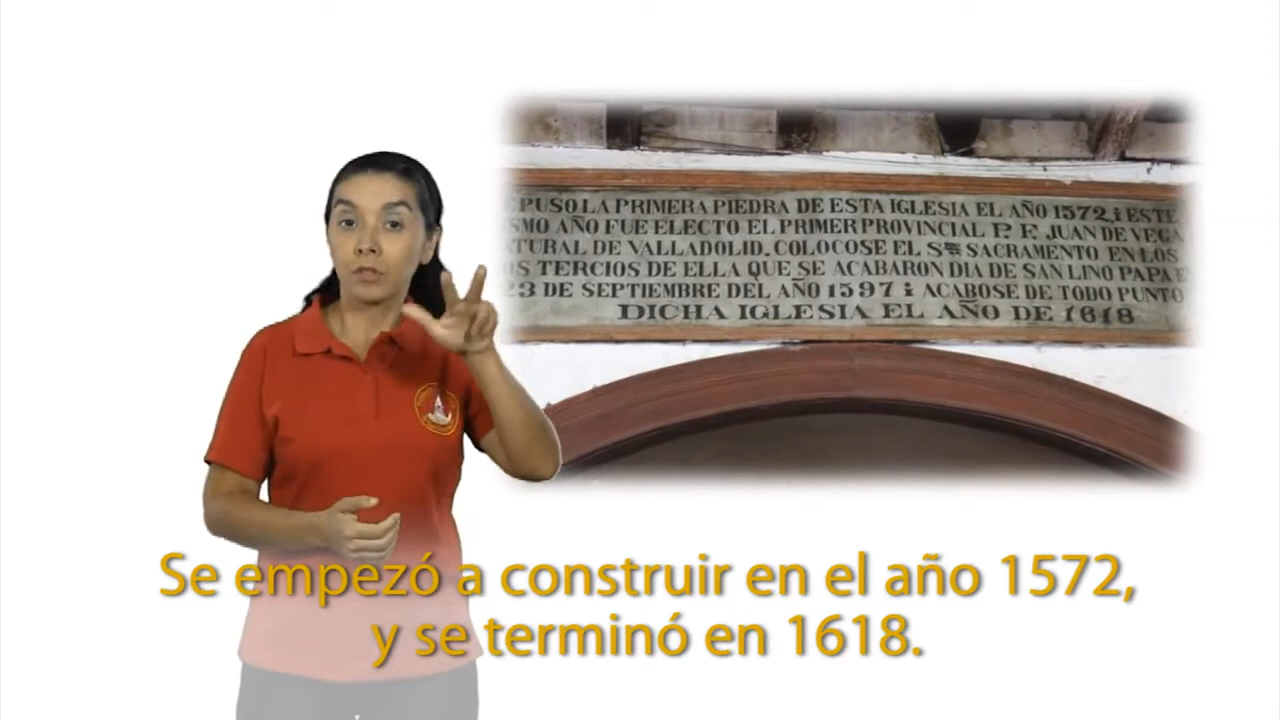 EPUSO LA PRIMERA PIEDRA DE ESTA IGLESIA EL AÑO 1572, i ESTE
SMO AÑO FUE ELECTO EL PRIMER PROVINCIAL P. F. JUAN DE VEGA
ATURAL DE VALLADOLID. COLOCOSE EL SACRAMENTO EN LOS
OS TERCIOS DE ELLA QUE SE ACABARON DIA DE SAN LINO PAPA E
23 DE SEPTIEMBRE DEL AÑO 1597 i ACABOSE DE TODO PUNTO
DICHA IGLESIA EL AÑO DE 1618
Se empezó a construir en el año 1572,
y se terminó en 1618.